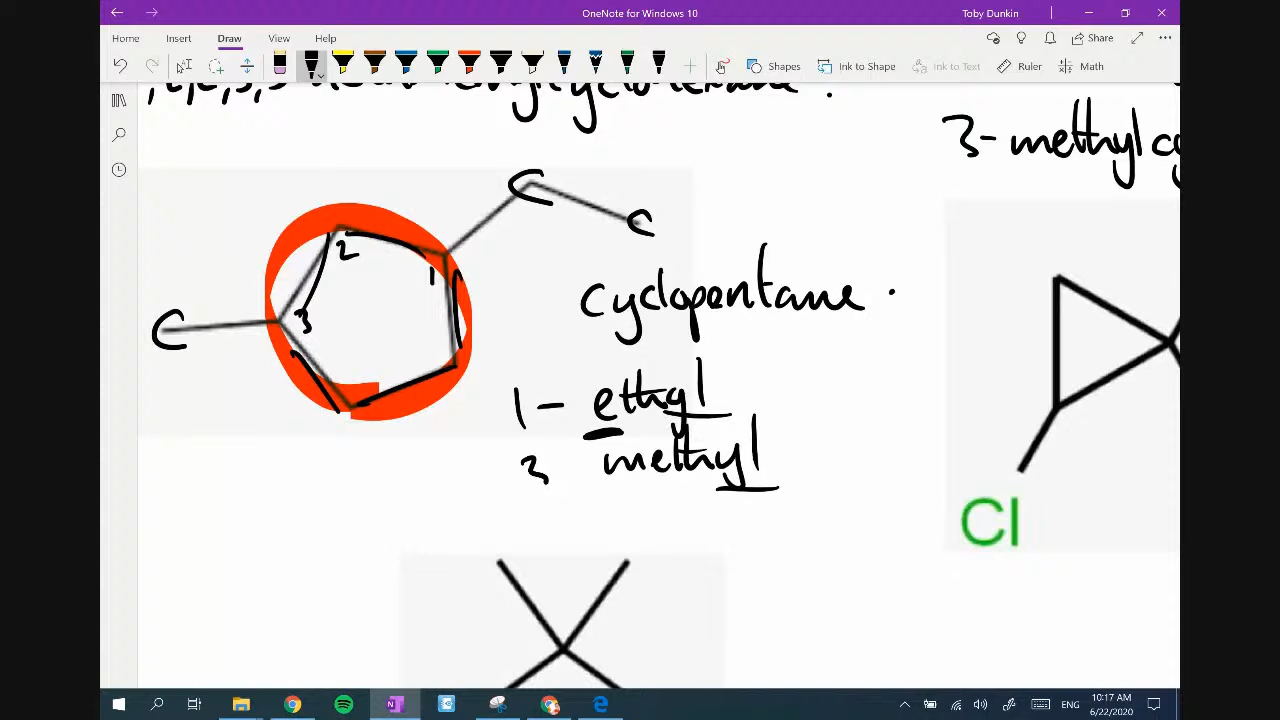 OneNote for Windows 10
Toby Dunkin
Home Insert Draw View Help
Share
Shapes Ink to Shape Ink to Text Ruler Math
3- methyl
C
C
2
1
3
C
cyclopentane .
1 - ethyl
3 methyl
Cl
ENG
10:17 AM
6/22/2020